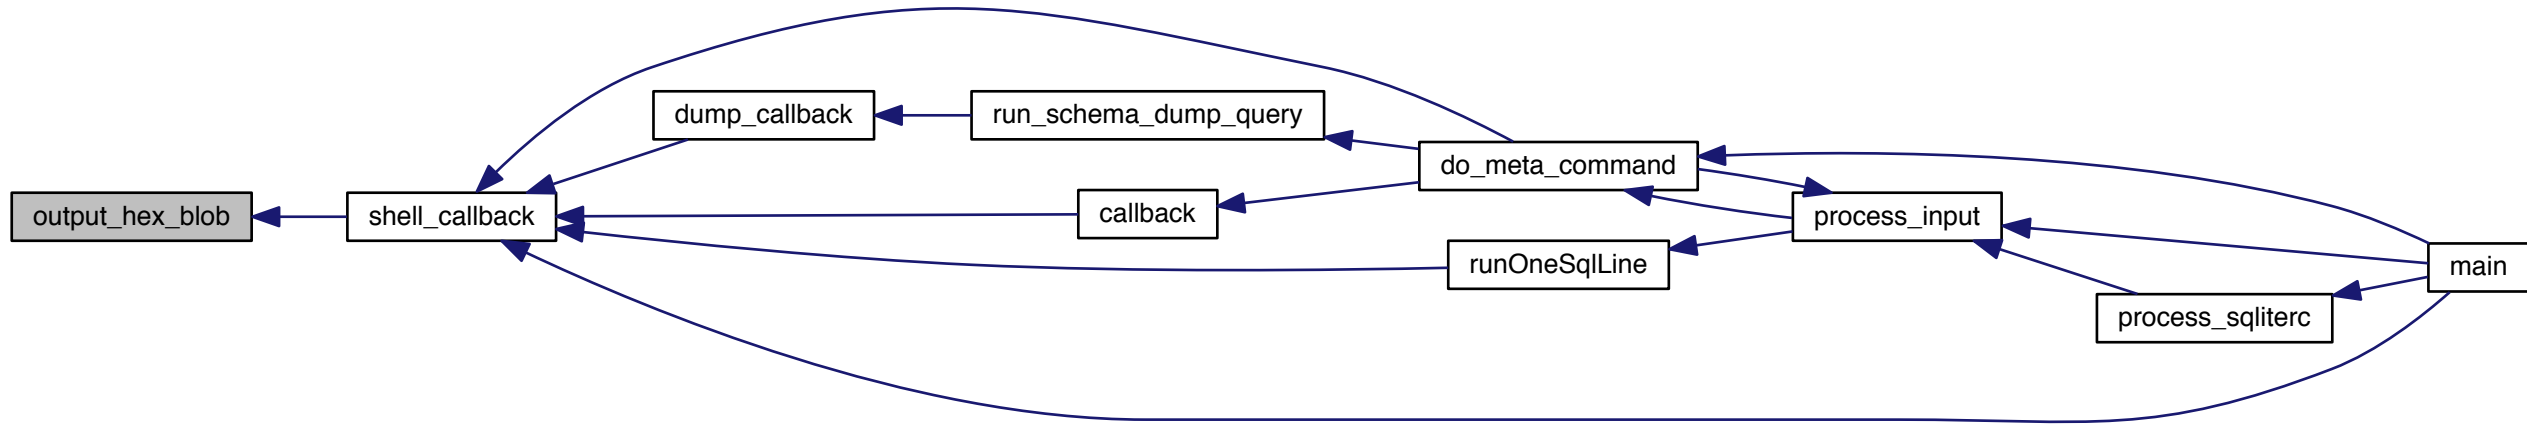 output_hex_blob
shell_callback
dump_callback
run_schema_dump_query
callback
runOneSqlLine
do_meta_command
process_input
process_sqliterc
main